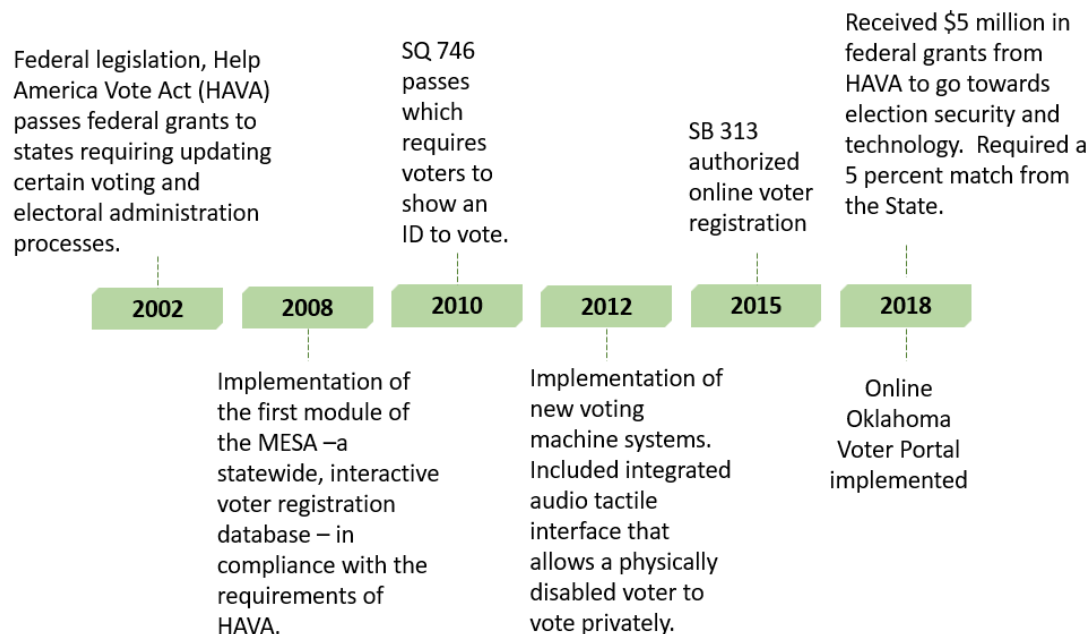 Federal legislation, Help
America Vote Act (HAVA)
passes federal grants to
states requiring updating
certain voting and
electoral administration
processes.
SQ 746
passes
which
requires
voters to
show an
ID to vote.
SB 313
authorized
online voter
registration
Received $5 million in
federal grants from
HAVA to go towards
election security and
technology.  Required a
5 percent match from
the State.
2002
2008
2010
2012
2015
2018
Implementation of
the first module of
the MESA –a
statewide, interactive
voter registration
database – in
compliance with the
requirements of
HAVA.
Implementation of
new voting
machine systems.
Included integrated
audio tactile
interface that
allows a physically
disabled voter to
vote privately.
Online
Oklahoma
Voter Portal
implemented